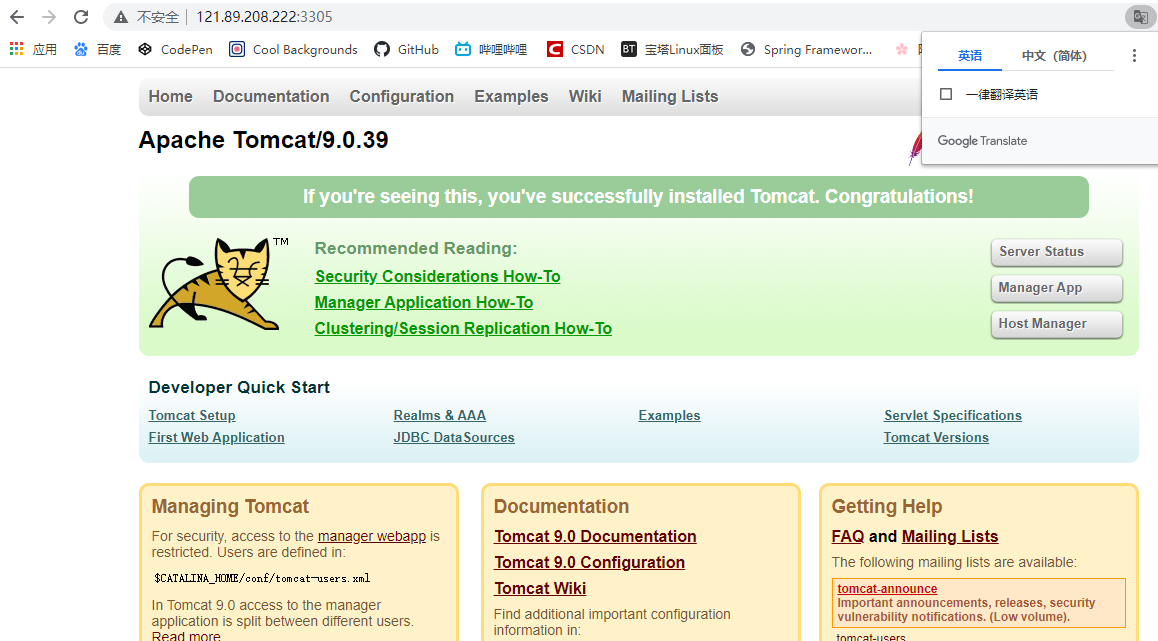 不安全 121.89.208.222:3305
应用 百度 CodePen Cool Backgrounds GitHub 哔哩哔哩 CSDN 宝塔Linux面板 Spring Framewor...
英语 中文（简体）
一律翻译英语
Google Translate
Home Documentation Configuration Examples Wiki Mailing Lists
Apache Tomcat/9.0.39
If you're seeing this, you've successfully installed Tomcat. Congratulations!
TM
Recommended Reading:
Security Considerations How-To
Manager Application How-To
Clustering/Session Replication How-To
Server Status
Manager App
Host Manager
Developer Quick Start
Tomcat Setup Realms & AAA Examples Servlet Specifications
First Web Application JDBC DataSources Tomcat Versions
Managing Tomcat
For security, access to the manager webapp is
restricted. Users are defined in:
$CATALINA_HOME/conf/tomcat-users.xml
In Tomcat 9.0 access to the manager
application is split between different users.
Read more
Documentation
Tomcat 9.0 Documentation
Tomcat 9.0 Configuration
Tomcat Wiki
Find additional important configuration
information in:
Getting Help
FAQ and Mailing Lists
The following mailing lists are available:
tomcat-announce
Important announcements, releases, security
vulnerability notifications. (Low volume).
tomcat-users